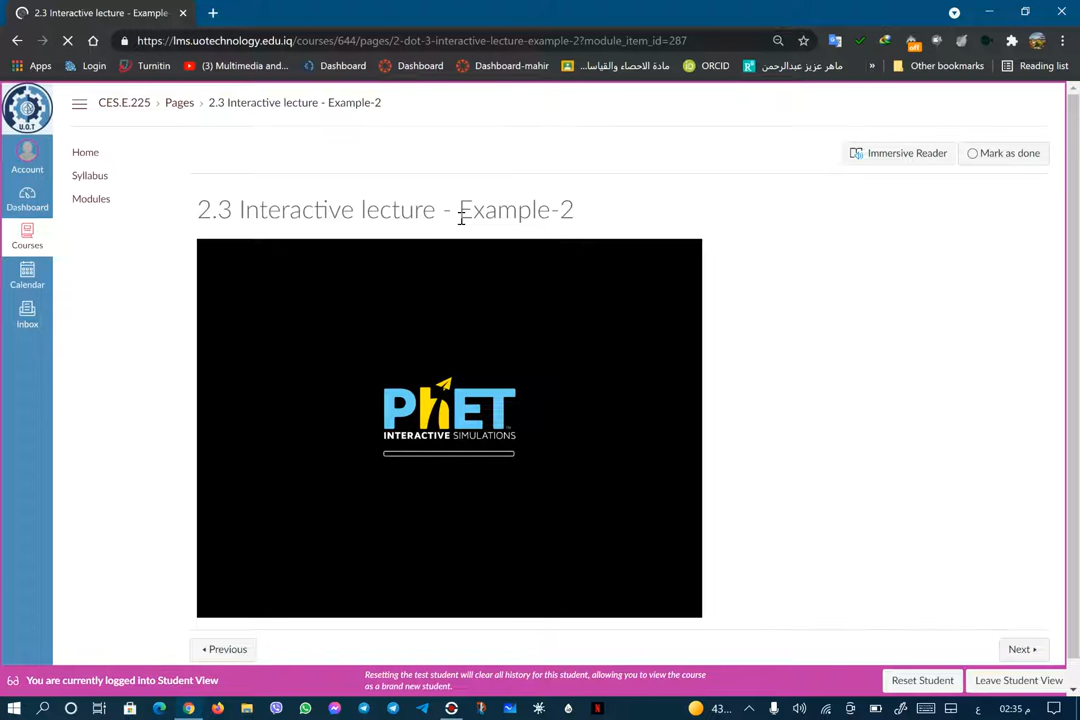 2.3 Interactive lecture - Example
https://lms.uotechnology.edu.iq/courses/644/pages/2-dot-3-interactive-lecture-example-2?module_item_id=287
Apps Login Turnitin (3) Multimedia and... Dashboard Dashboard Dashboard-mahir مادة الاحصاء والقياسا... ORCID ماهر عزيز عبدالرحمن » Other bookmarks Reading list
off
U.O.T
CES.E.225 › Pages › 2.3 Interactive lecture - Example-2
Account
Dashboard
Courses
Calendar
Inbox
Home
Syllabus
Modules
Immersive Reader
Mark as done
2.3 Interactive lecture - Example-2
PhET
INTERACTIVE SIMULATIONS
Previous
Next
You are currently logged into Student View
Resetting the test student will clear all history for this student, allowing you to view the course
as a brand new student.
Reset Student
Leave Student View
43...
ع
02:35 م